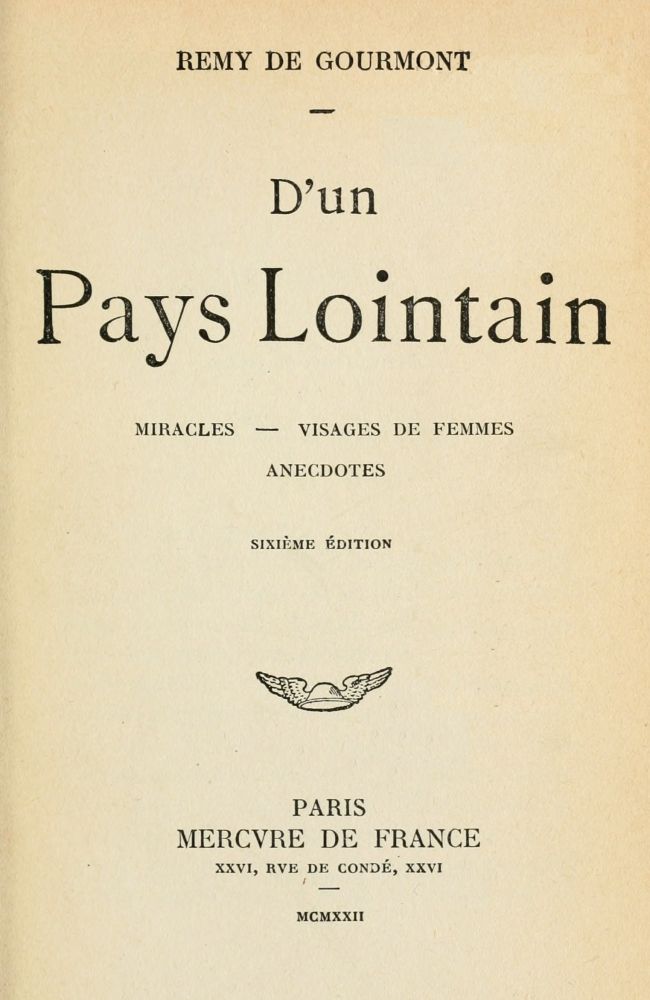 REMY DE GOURMONT
—
D'un
Pays Lointain
MIRACLES — VISAGES DE FEMMES
ANECDOTES
SIXIÈME ÉDITION
PARIS
MERCVRE DE FRANCE
XXVI, RVE DE CONDÉ, XXVI
—
MCMXXII